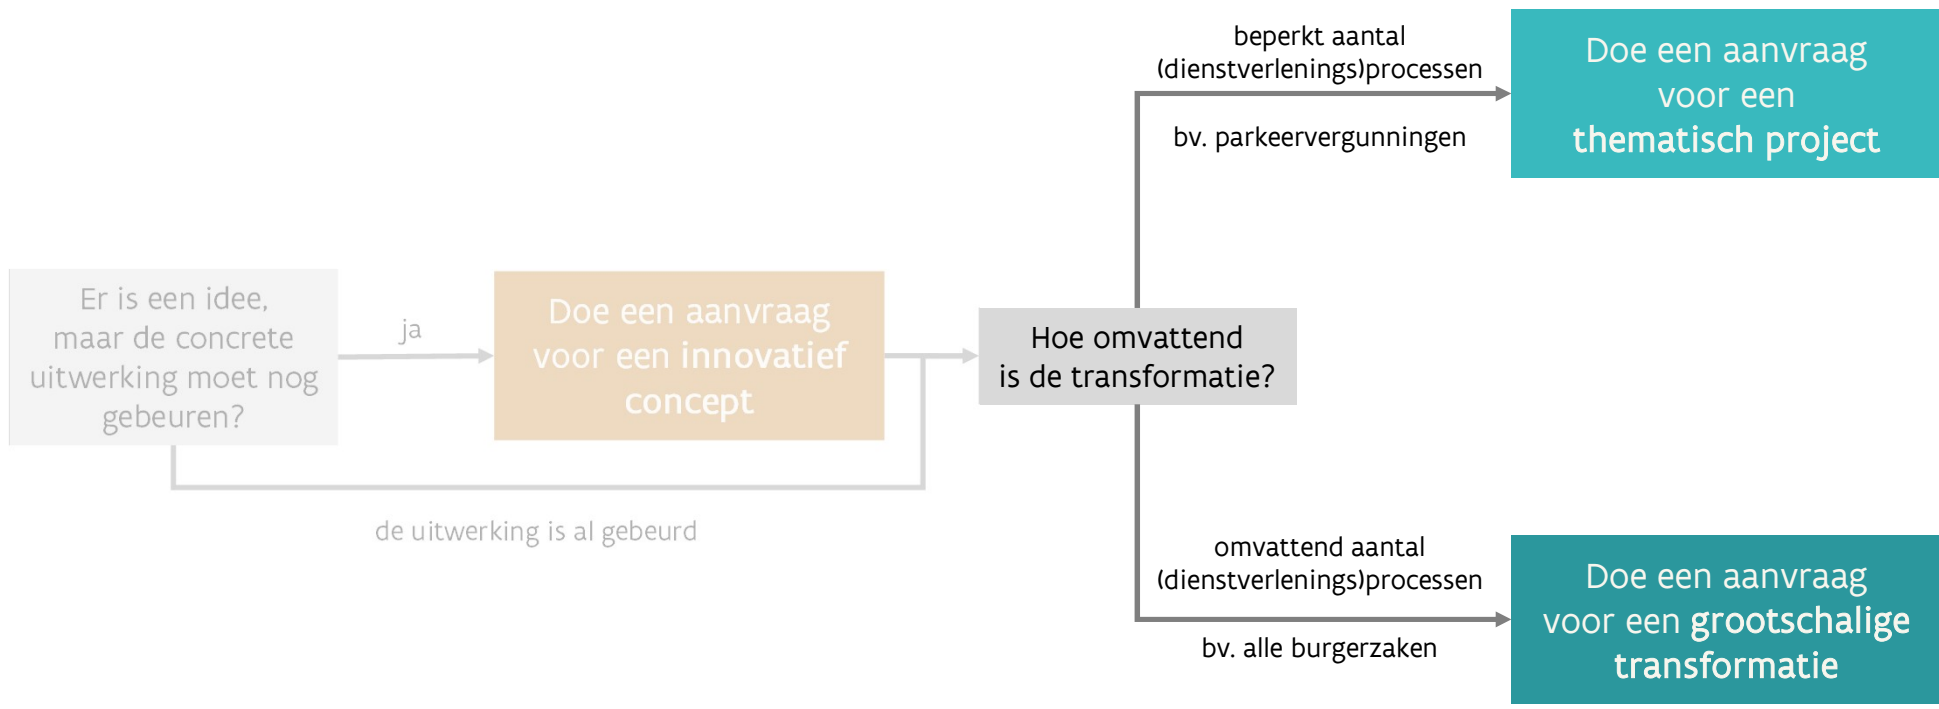 Er is een idee,
maar de concrete
uitwerking moet nog
gebeuren?
ja
Doe een aanvraag
voor een innovatief
concept
de uitwerking is al gebeurd
Hoe omvattend
is de transformatie?
beperkt aantal
(dienstverlenings)processen
bv. parkeervergunningen
Doe een aanvraag
voor een
thematisch project
omvattend aantal
(dienstverlenings)processen
bv. alle burgerzaken
Doe een aanvraag
voor een grootschalige
transformatie